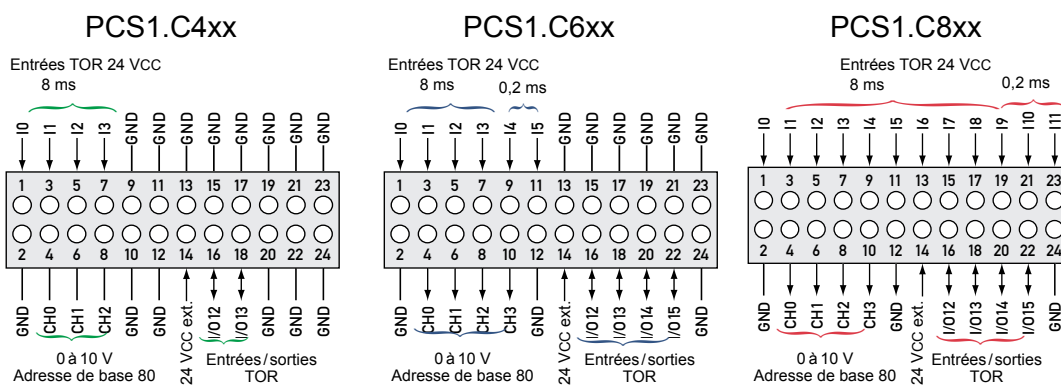 PCS1.C4xx
Entrées TOR 24 VCC
8 ms
I0 I1 I2 I3 GND GND GND GND GND GND GND GND
1 3 5 7 9 11 13 15 17 19 21 23
2 4 6 8 10 12 14 16 18 20 22 24
GND CH0 CH1 CH2 GND GND 24 VCC ext. I/O12 I/O13 GND GND GND
0 à 10 V
Adresse de base 80
Entrées/sorties
TOR
PCS1.C6xx
Entrées TOR 24 VCC
8 ms 0,2 ms
I0 I1 I2 I3 I4 I5 GND GND GND GND GND GND
1 3 5 7 9 11 13 15 17 19 21 23
2 4 6 8 10 12 14 16 18 20 22 24
GND CH0 CH1 CH2 CH3 GND 24 VCC ext. I/O12 I/O13 I/O14 I/O15 GND
0 à 10 V
Adresse de base 80
Entrées/sorties
TOR
PCS1.C8xx
Entrées TOR 24 VCC
8 ms 0,2 ms
I0 I1 I2 I3 I4 I5 I6 I7 I8 I9 I10 I11
1 3 5 7 9 11 13 15 17 19 21 23
2 4 6 8 10 12 14 16 18 20 22 24
GND CH0 CH1 CH2 CH3 GND 24 VCC ext. I/O12 I/O13 I/O14 I/O15 GND
0 à 10 V
Adresse de base 80
Entrées/sorties
TOR